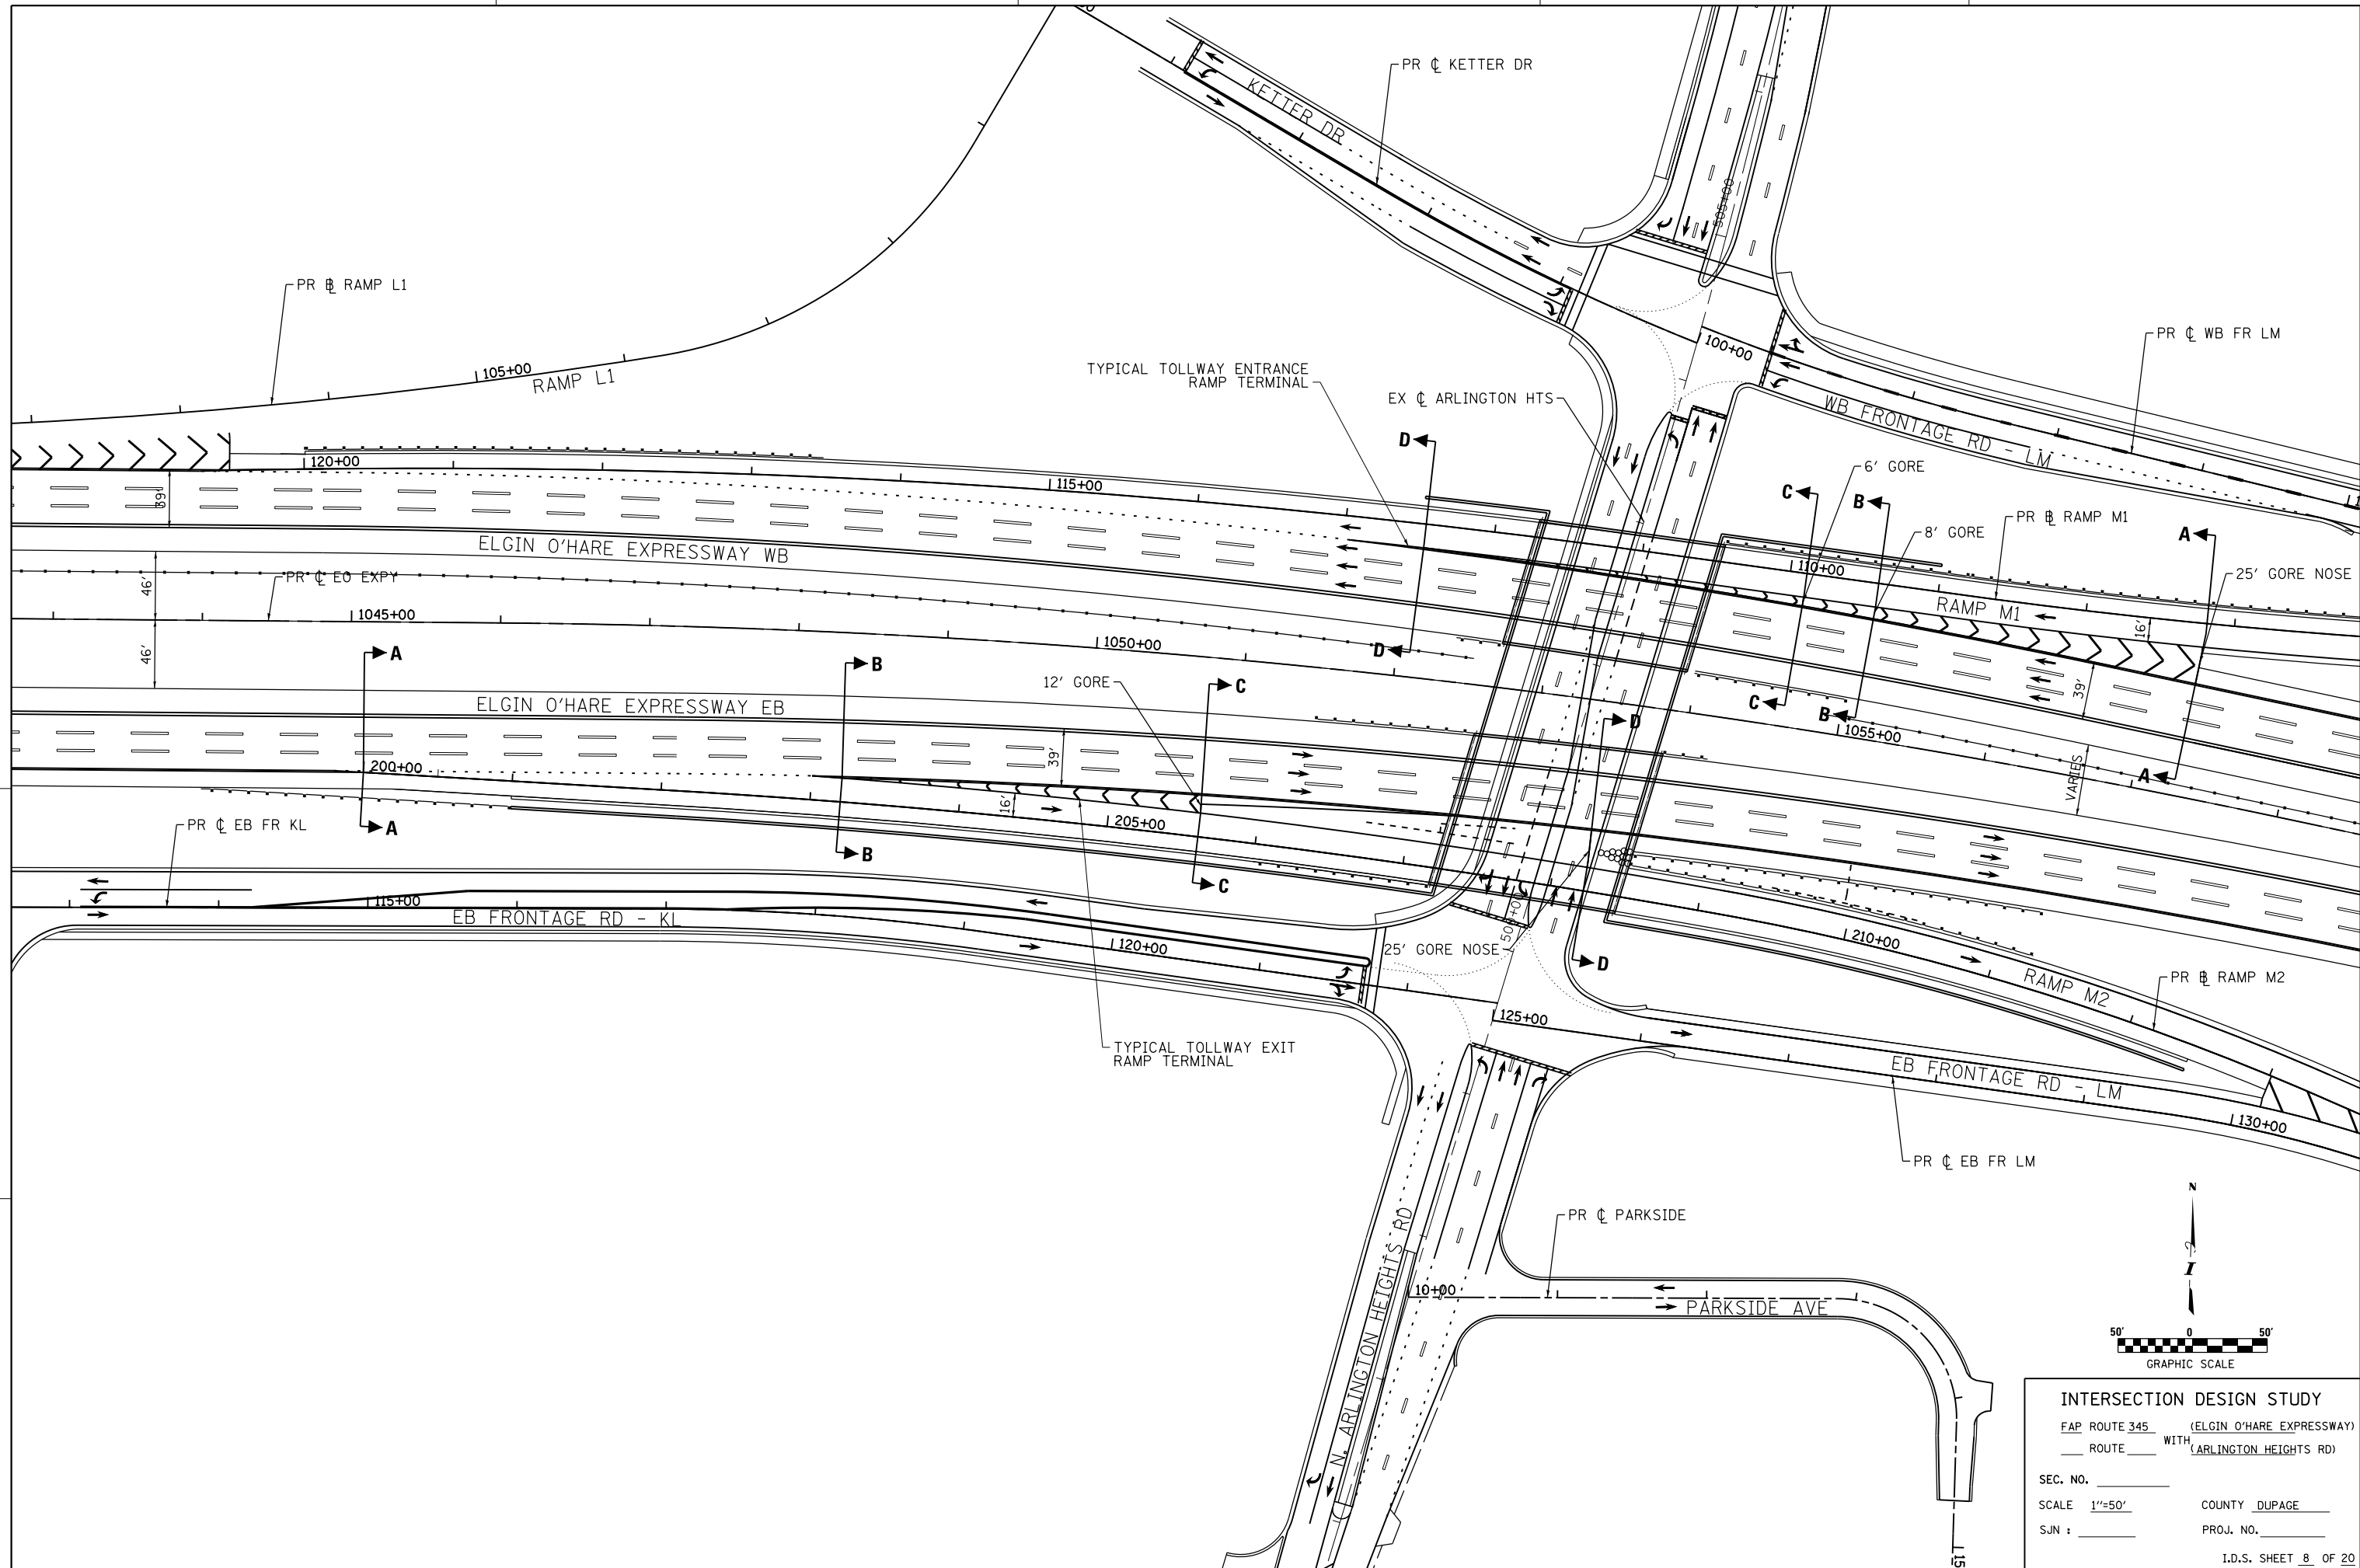 PR ℄ KETTER DR
KETTER DR
505+00
PR BL RAMP L1
105+00
RAMP L1
100+00
PR ℄ WB FR LM
WB FRONTAGE RD - LM
TYPICAL TOLLWAY ENTRANCE
RAMP TERMINAL
EX ℄ ARLINGTON HTS
D
C
B
A
6' GORE
8' GORE
25' GORE NOSE
PR BL RAMP M1
120+00
115+00
110+00
39'
RAMP M1
16'
ELGIN O'HARE EXPRESSWAY WB
46'
PR ℄ EO EXPY
1045+00
1050+00
1055+00
46'
A
B
C
D
D
C
B
A
39'
VARIES
12' GORE
ELGIN O'HARE EXPRESSWAY EB
39'
200+00
16'
205+00
210+00
A
B
C
D
PR ℄ EB FR KL
115+00
EB FRONTAGE RD - KL
120+00
25' GORE NOSE
125+00
RAMP M2
PR BL RAMP M2
TYPICAL TOLLWAY EXIT
RAMP TERMINAL
EB FRONTAGE RD - LM
130+00
PR ℄ EB FR LM
N. ARLINGTON HEIGHTS RD
PR ℄ PARKSIDE
10+00
PARKSIDE AVE
N
50' 0 50'
GRAPHIC SCALE
INTERSECTION DESIGN STUDY
FAP ROUTE 345 (ELGIN O'HARE EXPRESSWAY)
WITH
ROUTE (ARLINGTON HEIGHTS RD)
SEC. NO.
SCALE 1"=50' COUNTY DUPAGE
SJN : PROJ. NO.
I.D.S. SHEET 8 OF 20